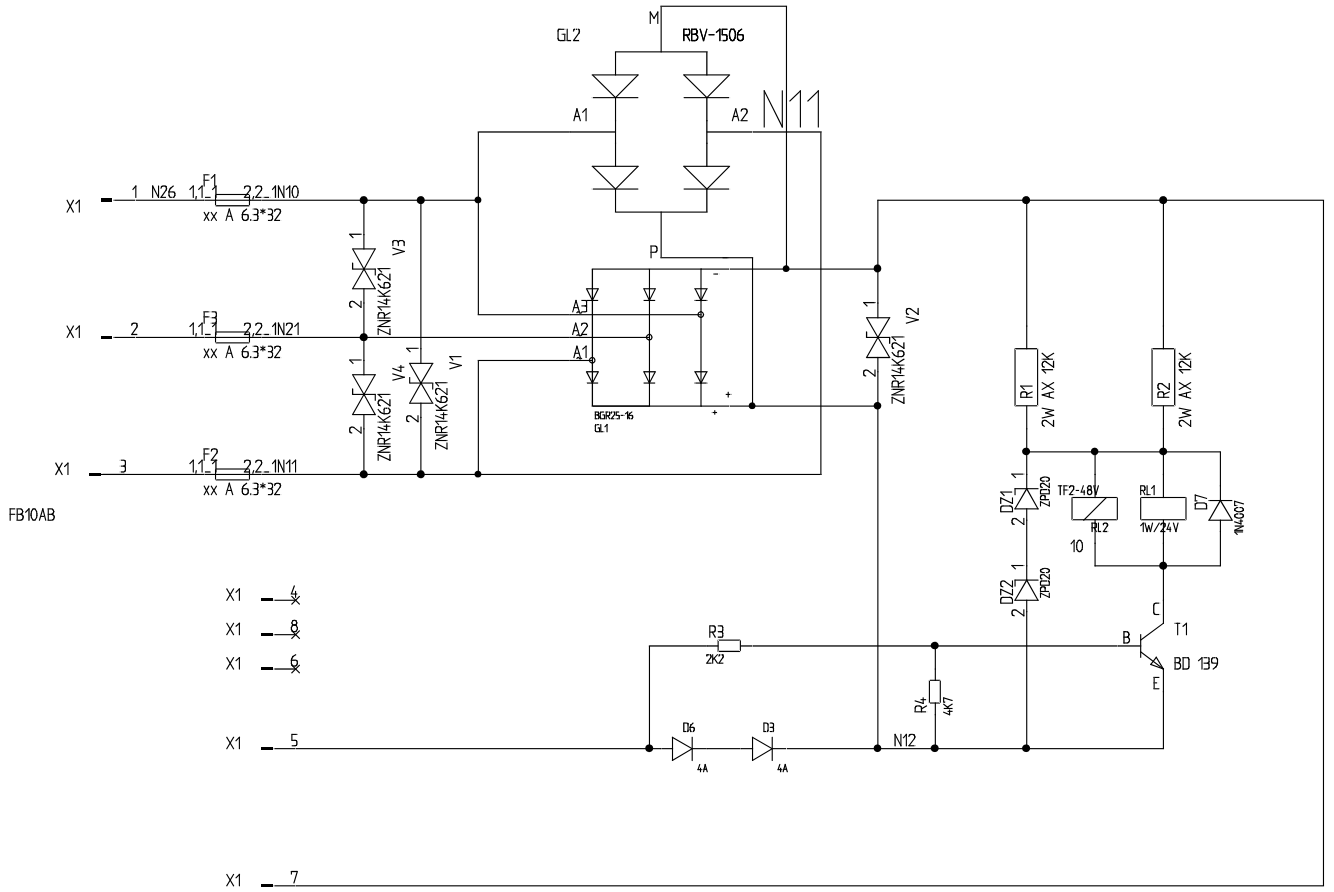 M
GL2 RBV-1506
A1 A2 N11
F1
X1 1 N26 1,1_1 2,2_1N10
xx A 6.3*32
1 V3
2 ZNR14K621
P
-
A3
F3
X1 2 1,1_1 2,2_1N21 A2
xx A 6.3*32
A1
1 V4
2 ZNR14K621
1 V1
2 ZNR14K621
+
+
BGR25-16
GL1
1 V2
2 ZNR14K621
R1 2W AX 12K
R2 2W AX 12K
F2
X1 3 1,1_1 2,2_1N11
xx A 6.3*32
FB10AB
DZ1 1 2 ZPD20
TF2-48V
RL2
10
RL1
1W/24V
D7 1N4007
DZ2 1 2 ZPD20
X1 4
X1 8
X1 6
R3
2K2
B C T1
E BD 139
R4 4K7
X1 5
D6
4A
D3
4A
N12
X1 7